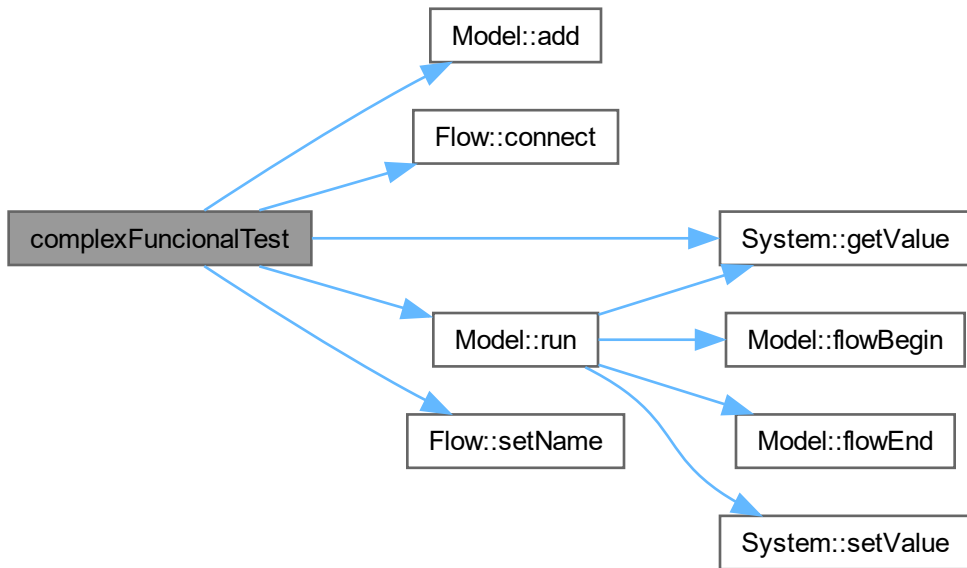 Model::add
Flow::connect
complexFuncionalTest
System::getValue
Model::run
Model::flowBegin
Flow::setName
Model::flowEnd
System::setValue